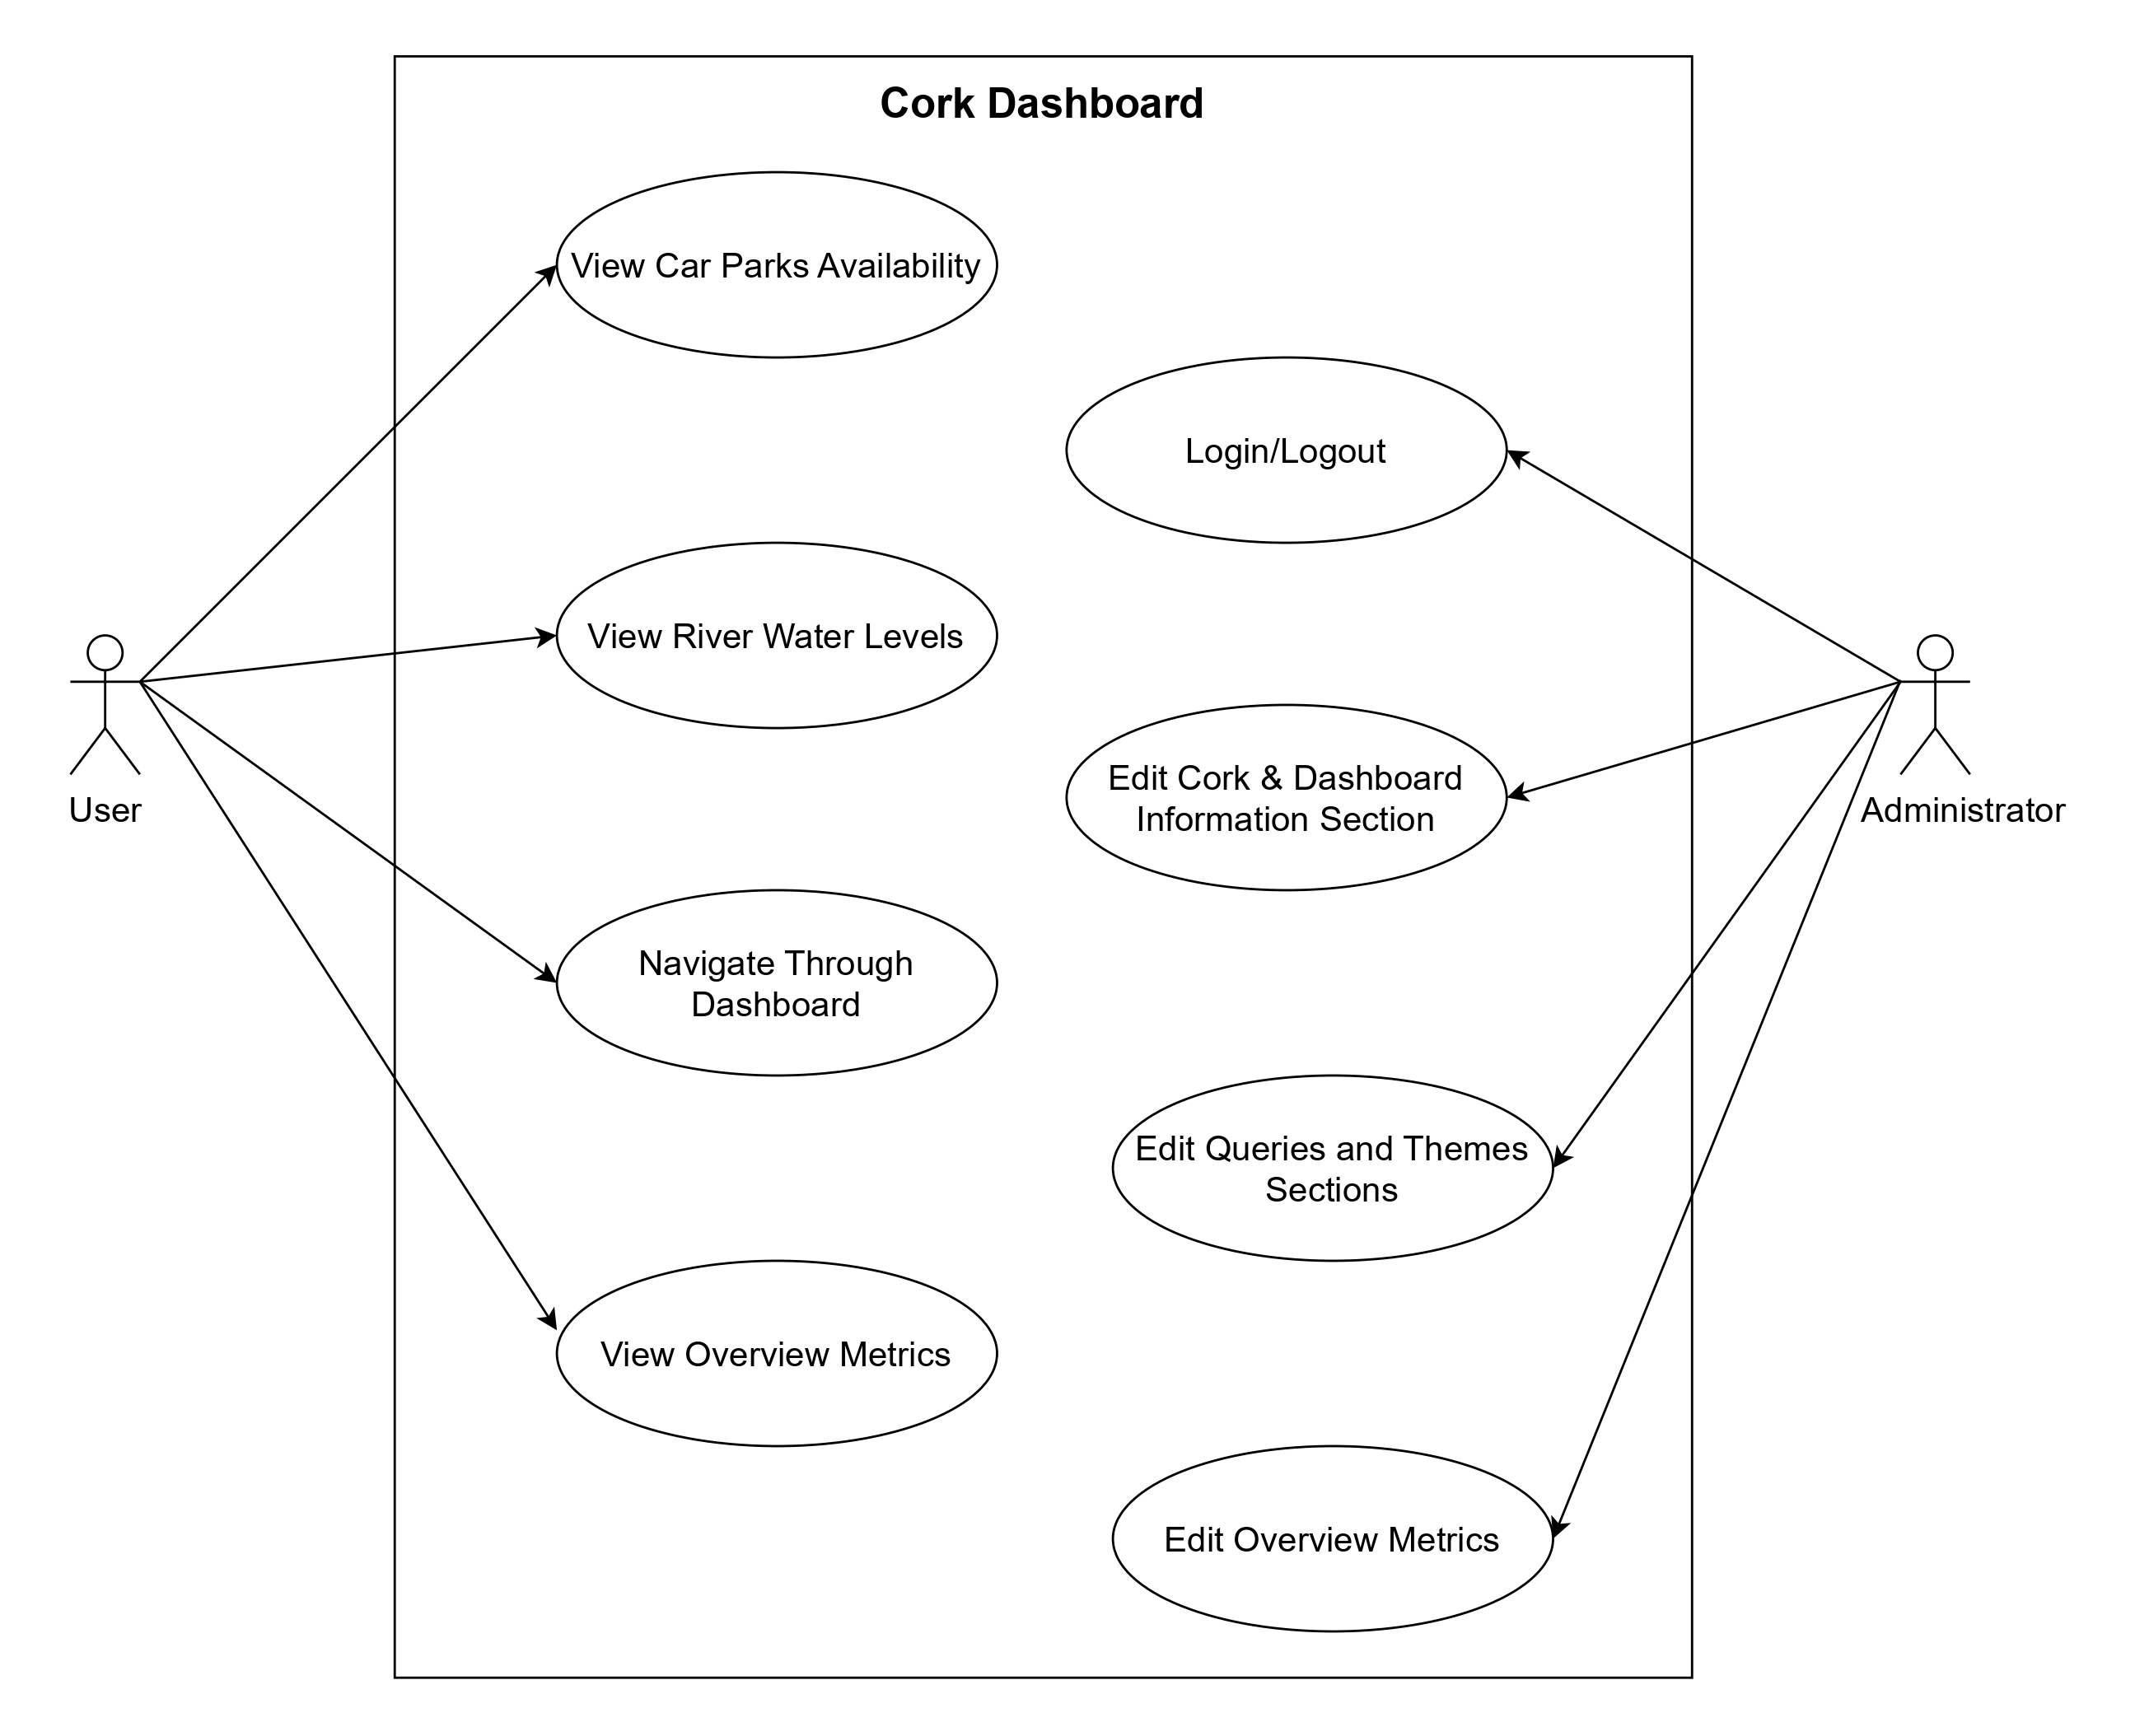 Cork Dashboard
View Car Parks Availability
Login/Logout
View River Water Levels
User
Edit Cork & Dashboard
Information Section
Administrator
Navigate Through
Dashboard
Edit Queries and Themes
Sections
View Overview Metrics
Edit Overview Metrics